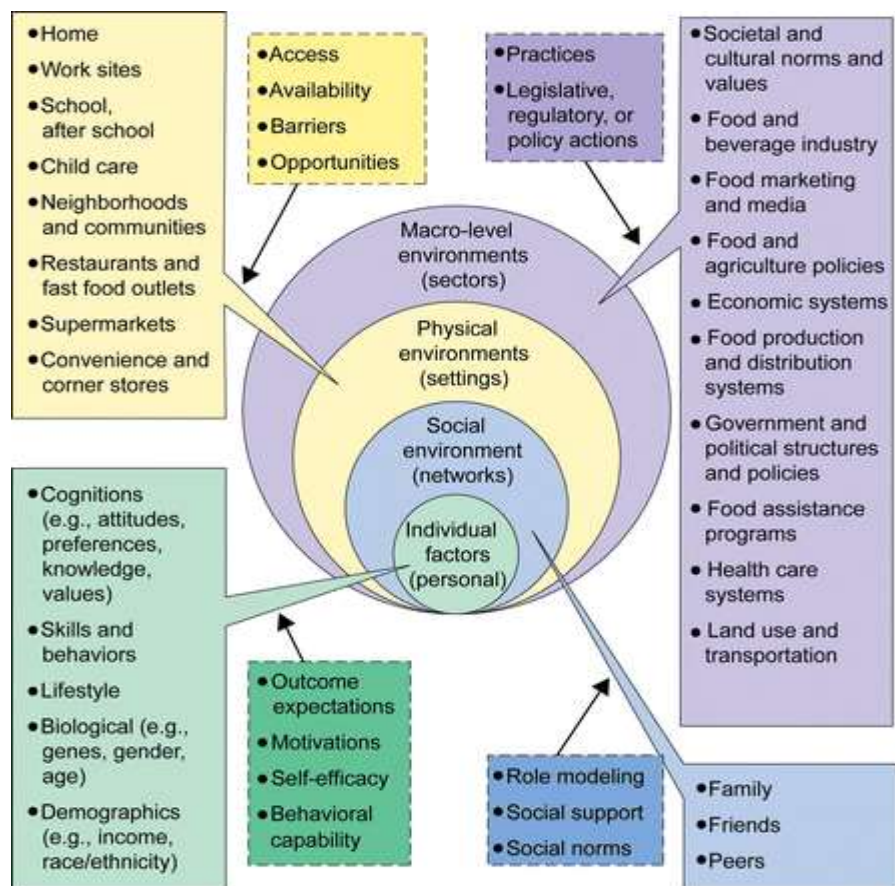 ● Home
● Work sites
● School,
after school
● Child care
● Neighborhoods
and communities
● Restaurants and
fast food outlets
● Supermarkets
● Convenience and
corner stores
● Access
● Availability
● Barriers
● Opportunities
● Practices
● Legislative,
regulatory, or
policy actions
● Societal and
cultural norms and
values
● Food and
beverage industry
● Food marketing
and media
● Food and
agriculture policies
● Economic systems
● Food production
and distribution
systems
● Government and
political structures
and policies
● Food assistance
programs
● Health care
systems
● Land use and
transportation
Macro-level
environments
(sectors)
Physical
environments
(settings)
Social
environment
(networks)
Individual
factors
(personal)
● Cognitions
(e.g., attitudes,
preferences,
knowledge,
values)
● Skills and
behaviors
● Lifestyle
● Biological (e.g.,
genes, gender,
age)
● Demographics
(e.g., income,
race/ethnicity)
● Outcome
expectations
● Motivations
● Self-efficacy
● Behavioral
capability
● Role modeling
● Social support
● Social norms
● Family
● Friends
● Peers